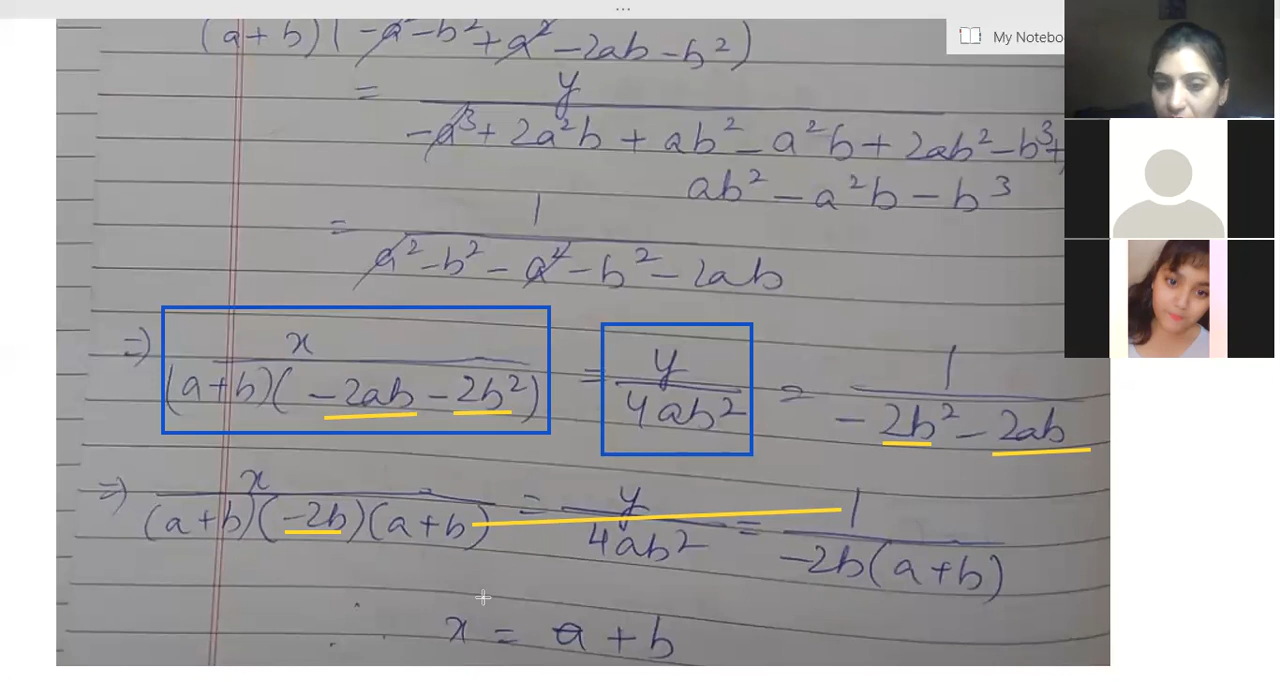 ...
My Notebo
(a+b)(-a²-b²+a²-2ab-b²)
= y/(-a³+2a²b+ab²-a²b+2ab²-b³+
ab²-a²b-b³)
= 1/(a²-b²-a²-b²-2ab)
⇒ x/((a+b)(-2ab-2b²)) = y/(4ab²) = 1/(-2b²-2ab)
⇒ x/((a+b)(-2b)(a+b)) = y/(4ab²) = 1/(-2b(a+b))
x = a+b